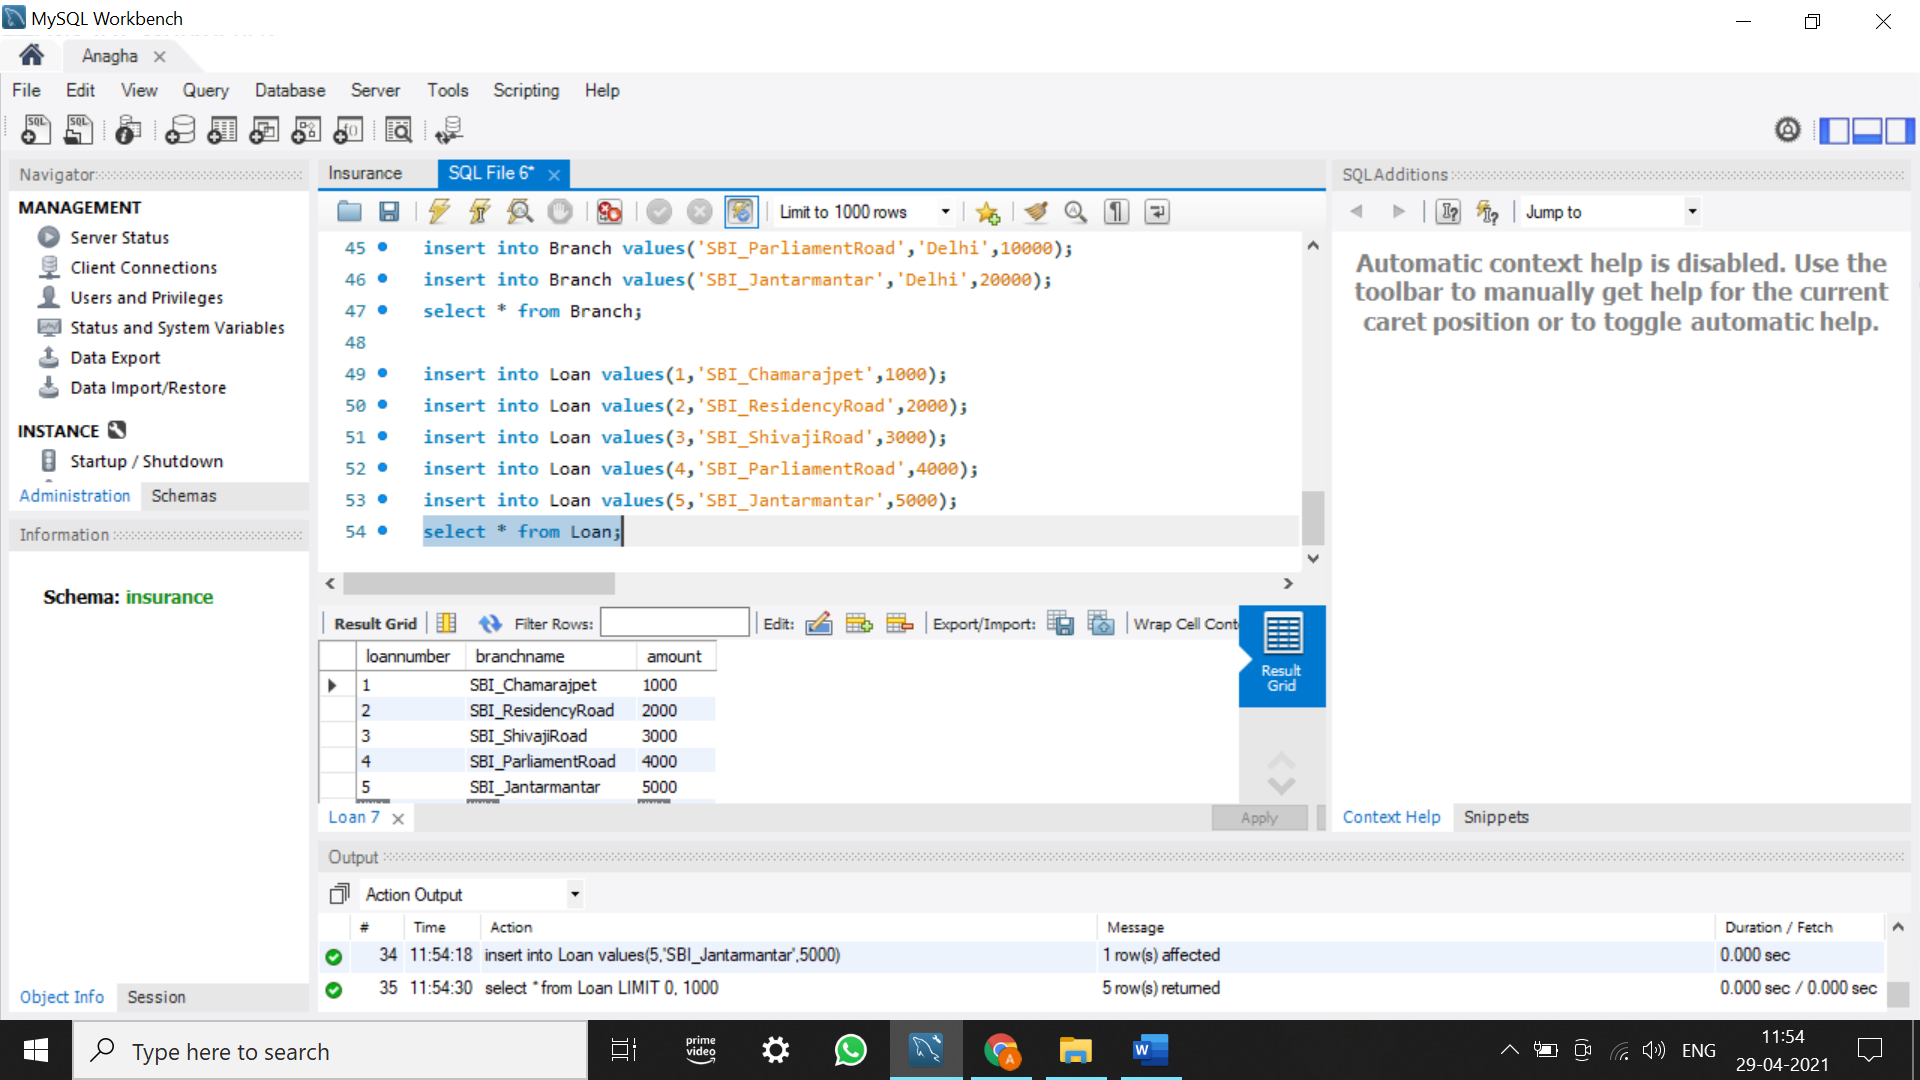 MySQL Workbench
Anagha
File Edit View Query Database Server Tools Scripting Help
Navigator
MANAGEMENT
Server Status
Client Connections
Users and Privileges
Status and System Variables
Data Export
Data Import/Restore
INSTANCE
Startup / Shutdown
Administration Schemas
Information
Schema: insurance
Object Info Session
Insurance SQL File 6*
Limit to 1000 rows
45 insert into Branch values('SBI_ParliamentRoad','Delhi',10000);
46 insert into Branch values('SBI_Jantarmantar','Delhi',20000);
47 select * from Branch;
48
49 insert into Loan values(1,'SBI_Chamarajpet',1000);
50 insert into Loan values(2,'SBI_ResidencyRoad',2000);
51 insert into Loan values(3,'SBI_ShivajiRoad',3000);
52 insert into Loan values(4,'SBI_ParliamentRoad',4000);
53 insert into Loan values(5,'SBI_Jantarmantar',5000);
54 select * from Loan;
Result Grid Filter Rows: Edit: Export/Import: Wrap Cell Conte
loannumber branchname amount
1 SBI_Chamarajpet 1000
2 SBI_ResidencyRoad 2000
3 SBI_ShivajiRoad 3000
4 SBI_ParliamentRoad 4000
5 SBI_Jantarmantar 5000
Result
Grid
Loan 7 Apply
SQLAdditions
Jump to
Automatic context help is disabled. Use the
toolbar to manually get help for the current
caret position or to toggle automatic help.
Context Help Snippets
Output
Action Output
# Time Action Message Duration / Fetch
34 11:54:18 insert into Loan values(5,'SBI_Jantarmantar',5000) 1 row(s) affected 0.000 sec
35 11:54:30 select * from Loan LIMIT 0, 1000 5 row(s) returned 0.000 sec / 0.000 sec
Type here to search
prime
video
ENG
11:54
29-04-2021